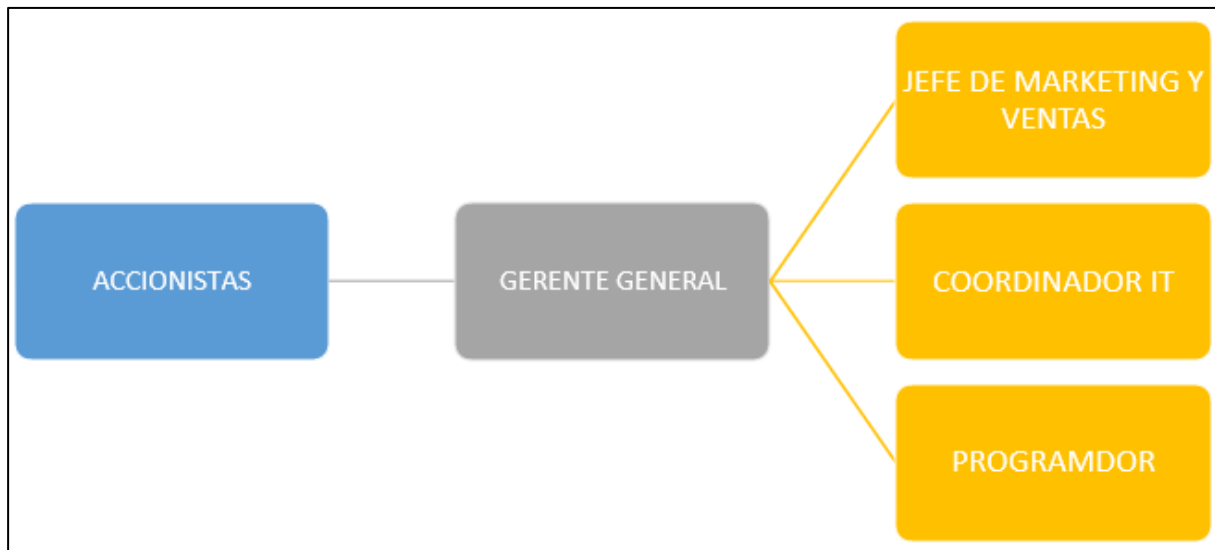 ACCIONISTAS
GERENTE GENERAL
JEFE DE MARKETING Y
VENTAS
COORDINADOR IT
PROGRAMDOR